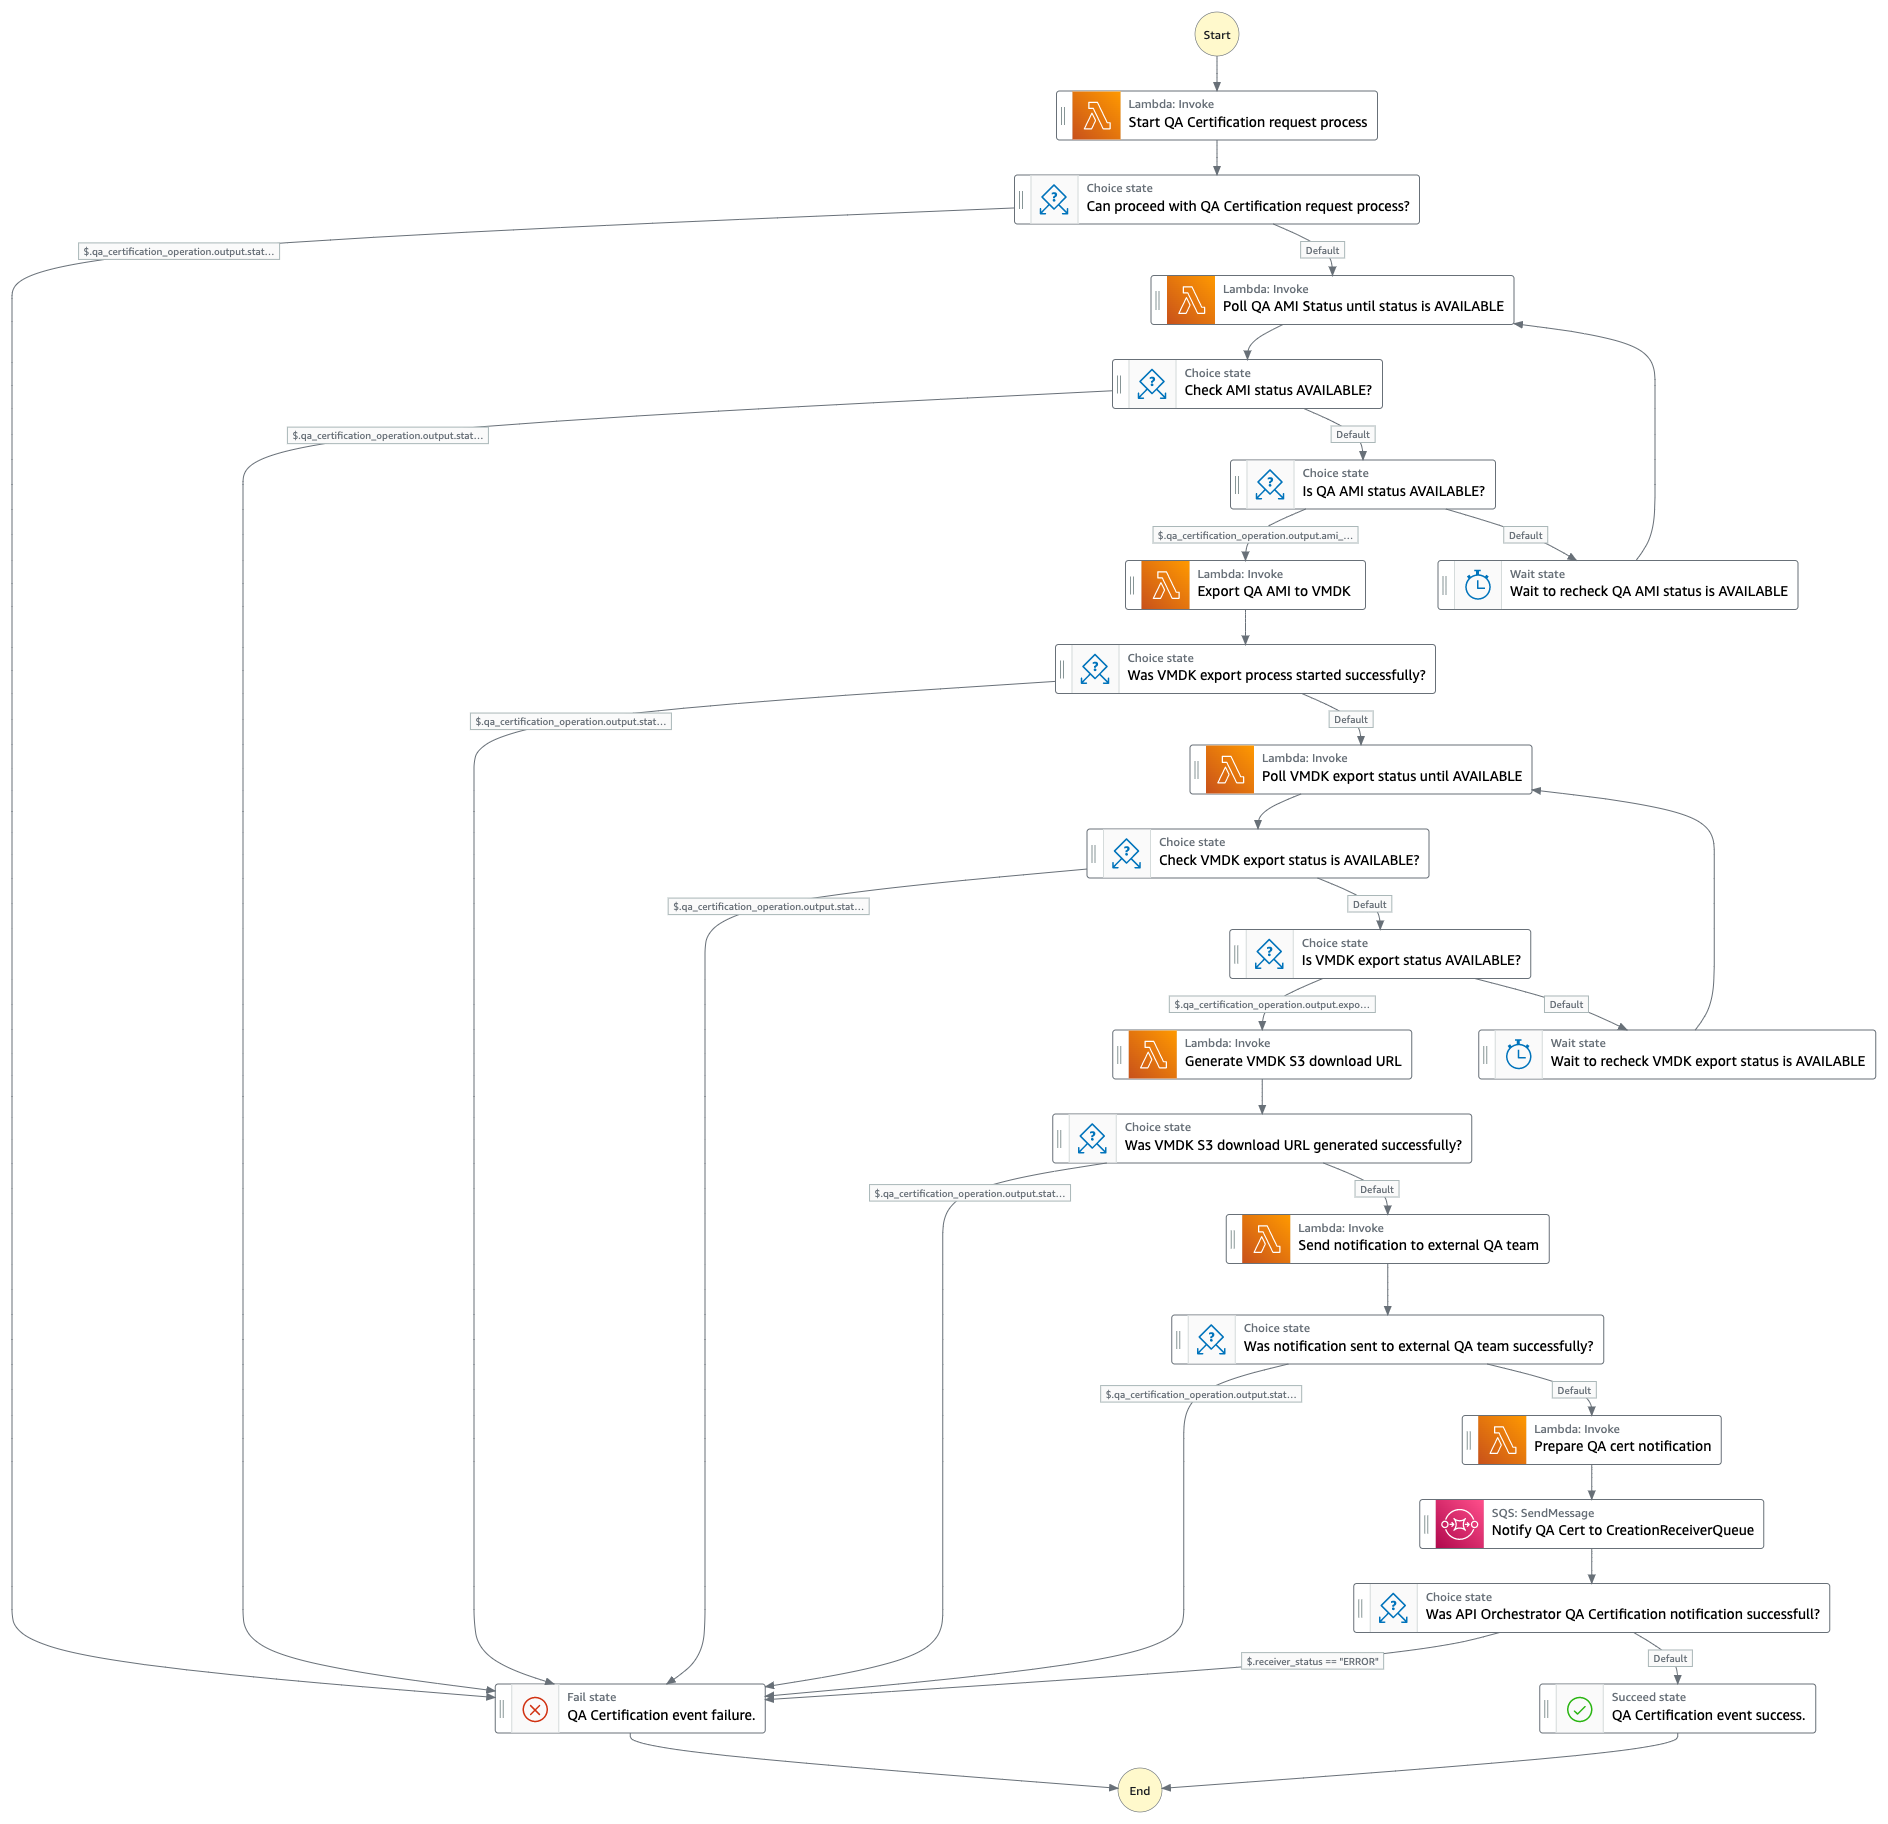 Start
Lambda: Invoke
Start QA Certification request process
Choice state
Can proceed with QA Certification request process?
$.qa_certification_operation.output.stat...
Default
Lambda: Invoke
Poll QA AMI Status until status is AVAILABLE
Choice state
Check AMI status AVAILABLE?
$.qa_certification_operation.output.stat...
Default
Choice state
Is QA AMI status AVAILABLE?
$.qa_certification_operation.output.ami_...
Default
Lambda: Invoke
Export QA AMI to VMDK
Wait state
Wait to recheck QA AMI status is AVAILABLE
Choice state
Was VMDK export process started successfully?
$.qa_certification_operation.output.stat...
Default
Lambda: Invoke
Poll VMDK export status until AVAILABLE
Choice state
Check VMDK export status is AVAILABLE?
$.qa_certification_operation.output.stat...
Default
Choice state
Is VMDK export status AVAILABLE?
$.qa_certification_operation.output.expo...
Default
Lambda: Invoke
Generate VMDK S3 download URL
Wait state
Wait to recheck VMDK export status is AVAILABLE
Choice state
Was VMDK S3 download URL generated successfully?
$.qa_certification_operation.output.stat...
Default
Lambda: Invoke
Send notification to external QA team
Choice state
Was notification sent to external QA team successfully?
$.qa_certification_operation.output.stat...
Default
Lambda: Invoke
Prepare QA cert notification
SQS: SendMessage
Notify QA Cert to CreationReceiverQueue
Choice state
Was API Orchestrator QA Certification notification successfull?
$.receiver_status == "ERROR"
Default
Fail state
QA Certification event failure.
Succeed state
QA Certification event success.
End